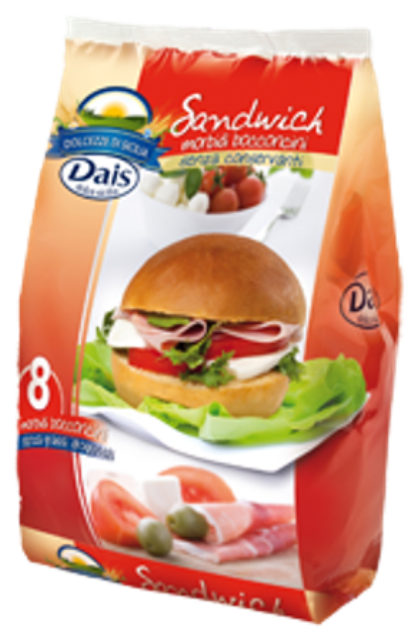 Sandwich
morbidi bocconcini
senza conservanti
DOLCEZZE DI SICILIA
Dais
Dais
8
morbidi bocconcini
Sandwich